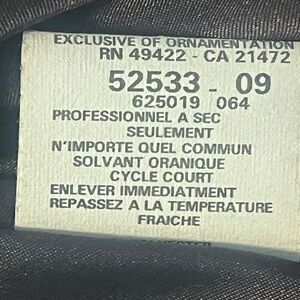 EXCLUSIVE OF ORNAMENTATION
RN 49422 - CA 21472
52533 - 09
625019 064
PROFESSIONNEL A SEC
SEULEMENT
N'IMPORTE QUEL COMMUN
SOLVANT ORANIQUE
CYCLE COURT
ENLEVER IMMEDIATMENT
REPASSEZ A LA TEMPERATURE
FRAICHE